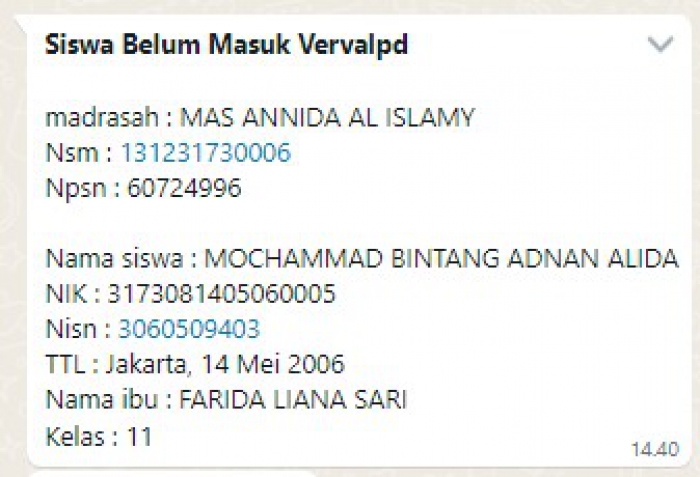 Siswa Belum Masuk Vervalpd
madrasah : MAS ANNIDA AL ISLAMY
Nsm : 131231730006
Npsn : 60724996
Nama siswa : MOCHAMMAD BINTANG ADNAN ALIDA
NIK : 3173081405060005
Nisn : 3060509403
TTL : Jakarta, 14 Mei 2006
Nama ibu : FARIDA LIANA SARI
Kelas : 11
14.40